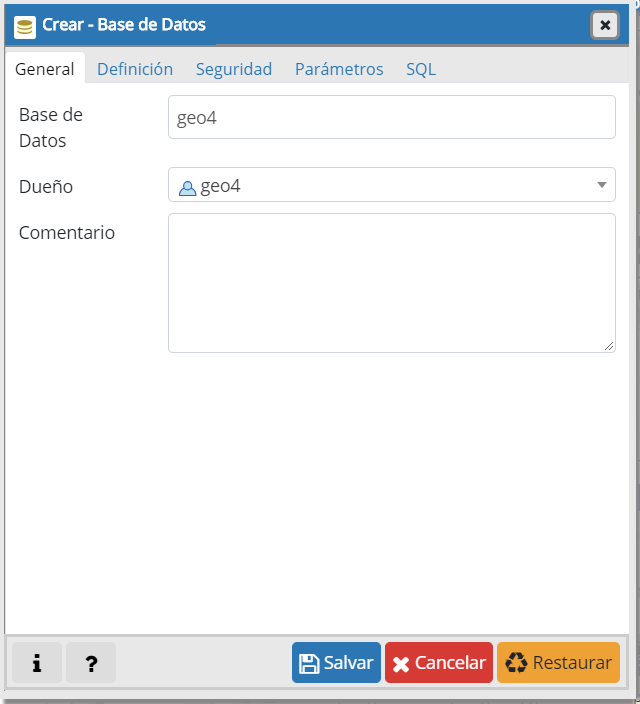 Crear - Base de Datos
General Definición Seguridad Parámetros SQL
Base de
Datos
geo4
Dueño
geo4
Comentario
i ? Salvar Cancelar Restaurar